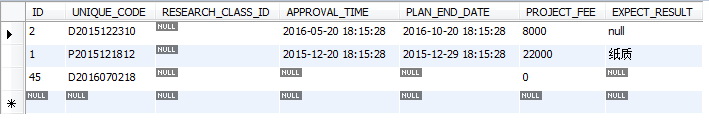 ID UNIQUE_CODE RESEARCH_CLASS_ID APPROVAL_TIME PLAN_END_DATE PROJECT_FEE EXPECT_RESULT
2 D2015122310 NULL 2016-05-20 18:15:28 2016-10-20 18:15:28 8000 null
1 P2015121812 NULL 2015-12-20 18:15:28 2015-12-29 18:15:28 22000 纸质
45 D2016070218 NULL NULL NULL 0 NULL
NULL NULL NULL NULL NULL NULL NULL